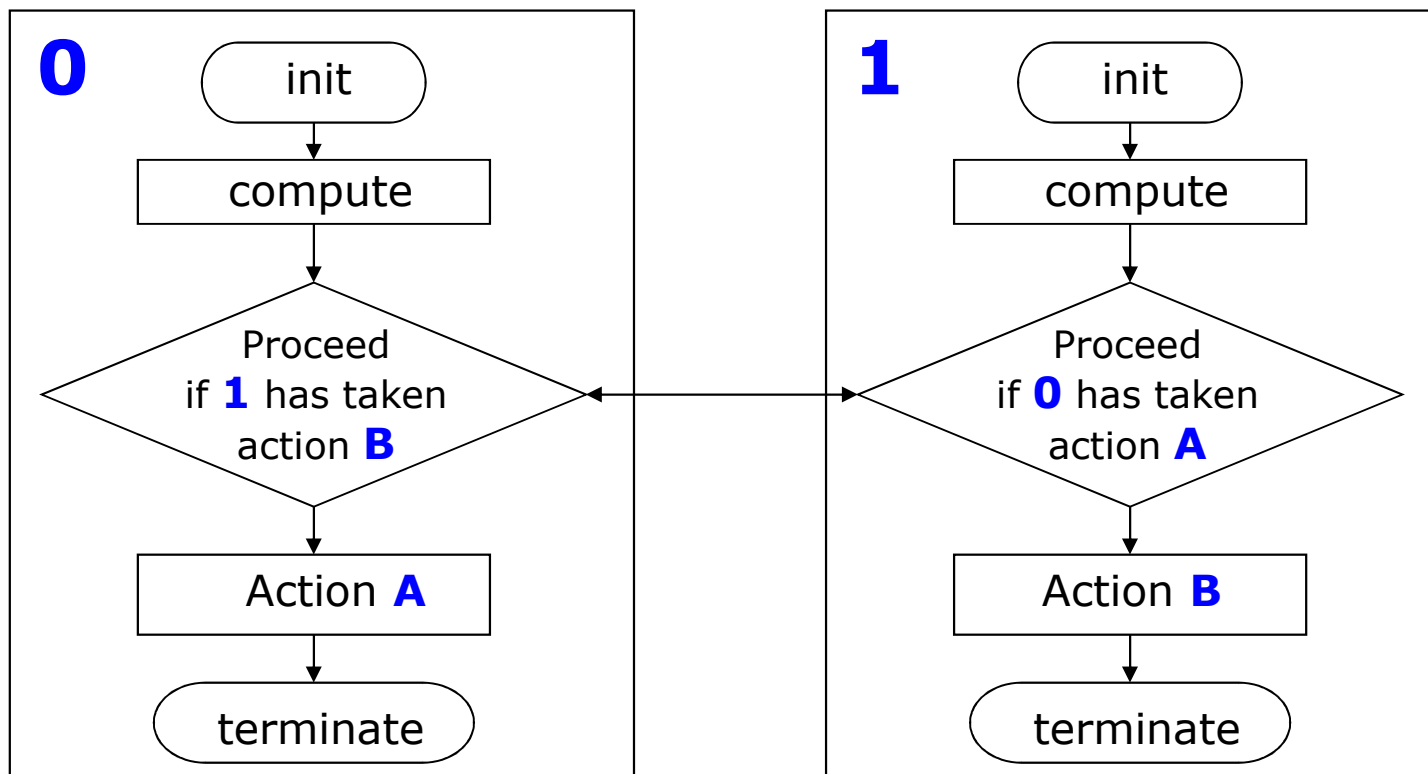 0
init
compute
Proceed
if 1 has taken
action B
Action A
terminate
1
init
compute
Proceed
if 0 has taken
action A
Action B
terminate